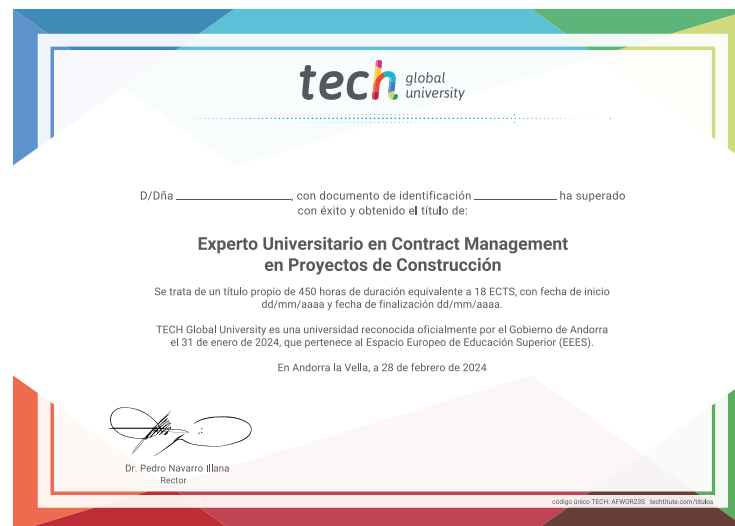 tech global university
D/Dña ____________, con documento de identificación ____________ ha superado
con éxito y obtenido el título de:
Experto Universitario en Contract Management
en Proyectos de Construcción
Se trata de un título propio de 450 horas de duración equivalente a 18 ECTS, con fecha de inicio
dd/mm/aaaa y fecha de finalización dd/mm/aaaa.
TECH Global University es una universidad reconocida oficialmente por el Gobierno de Andorra
el 31 de enero de 2024, que pertenece al Espacio Europeo de Educación Superior (EEES).
En Andorra la Vella, a 28 de febrero de 2024
Dr. Pedro Navarro Illana
Rector
código único TECH: AFWOR23S techtitute.com/titulos